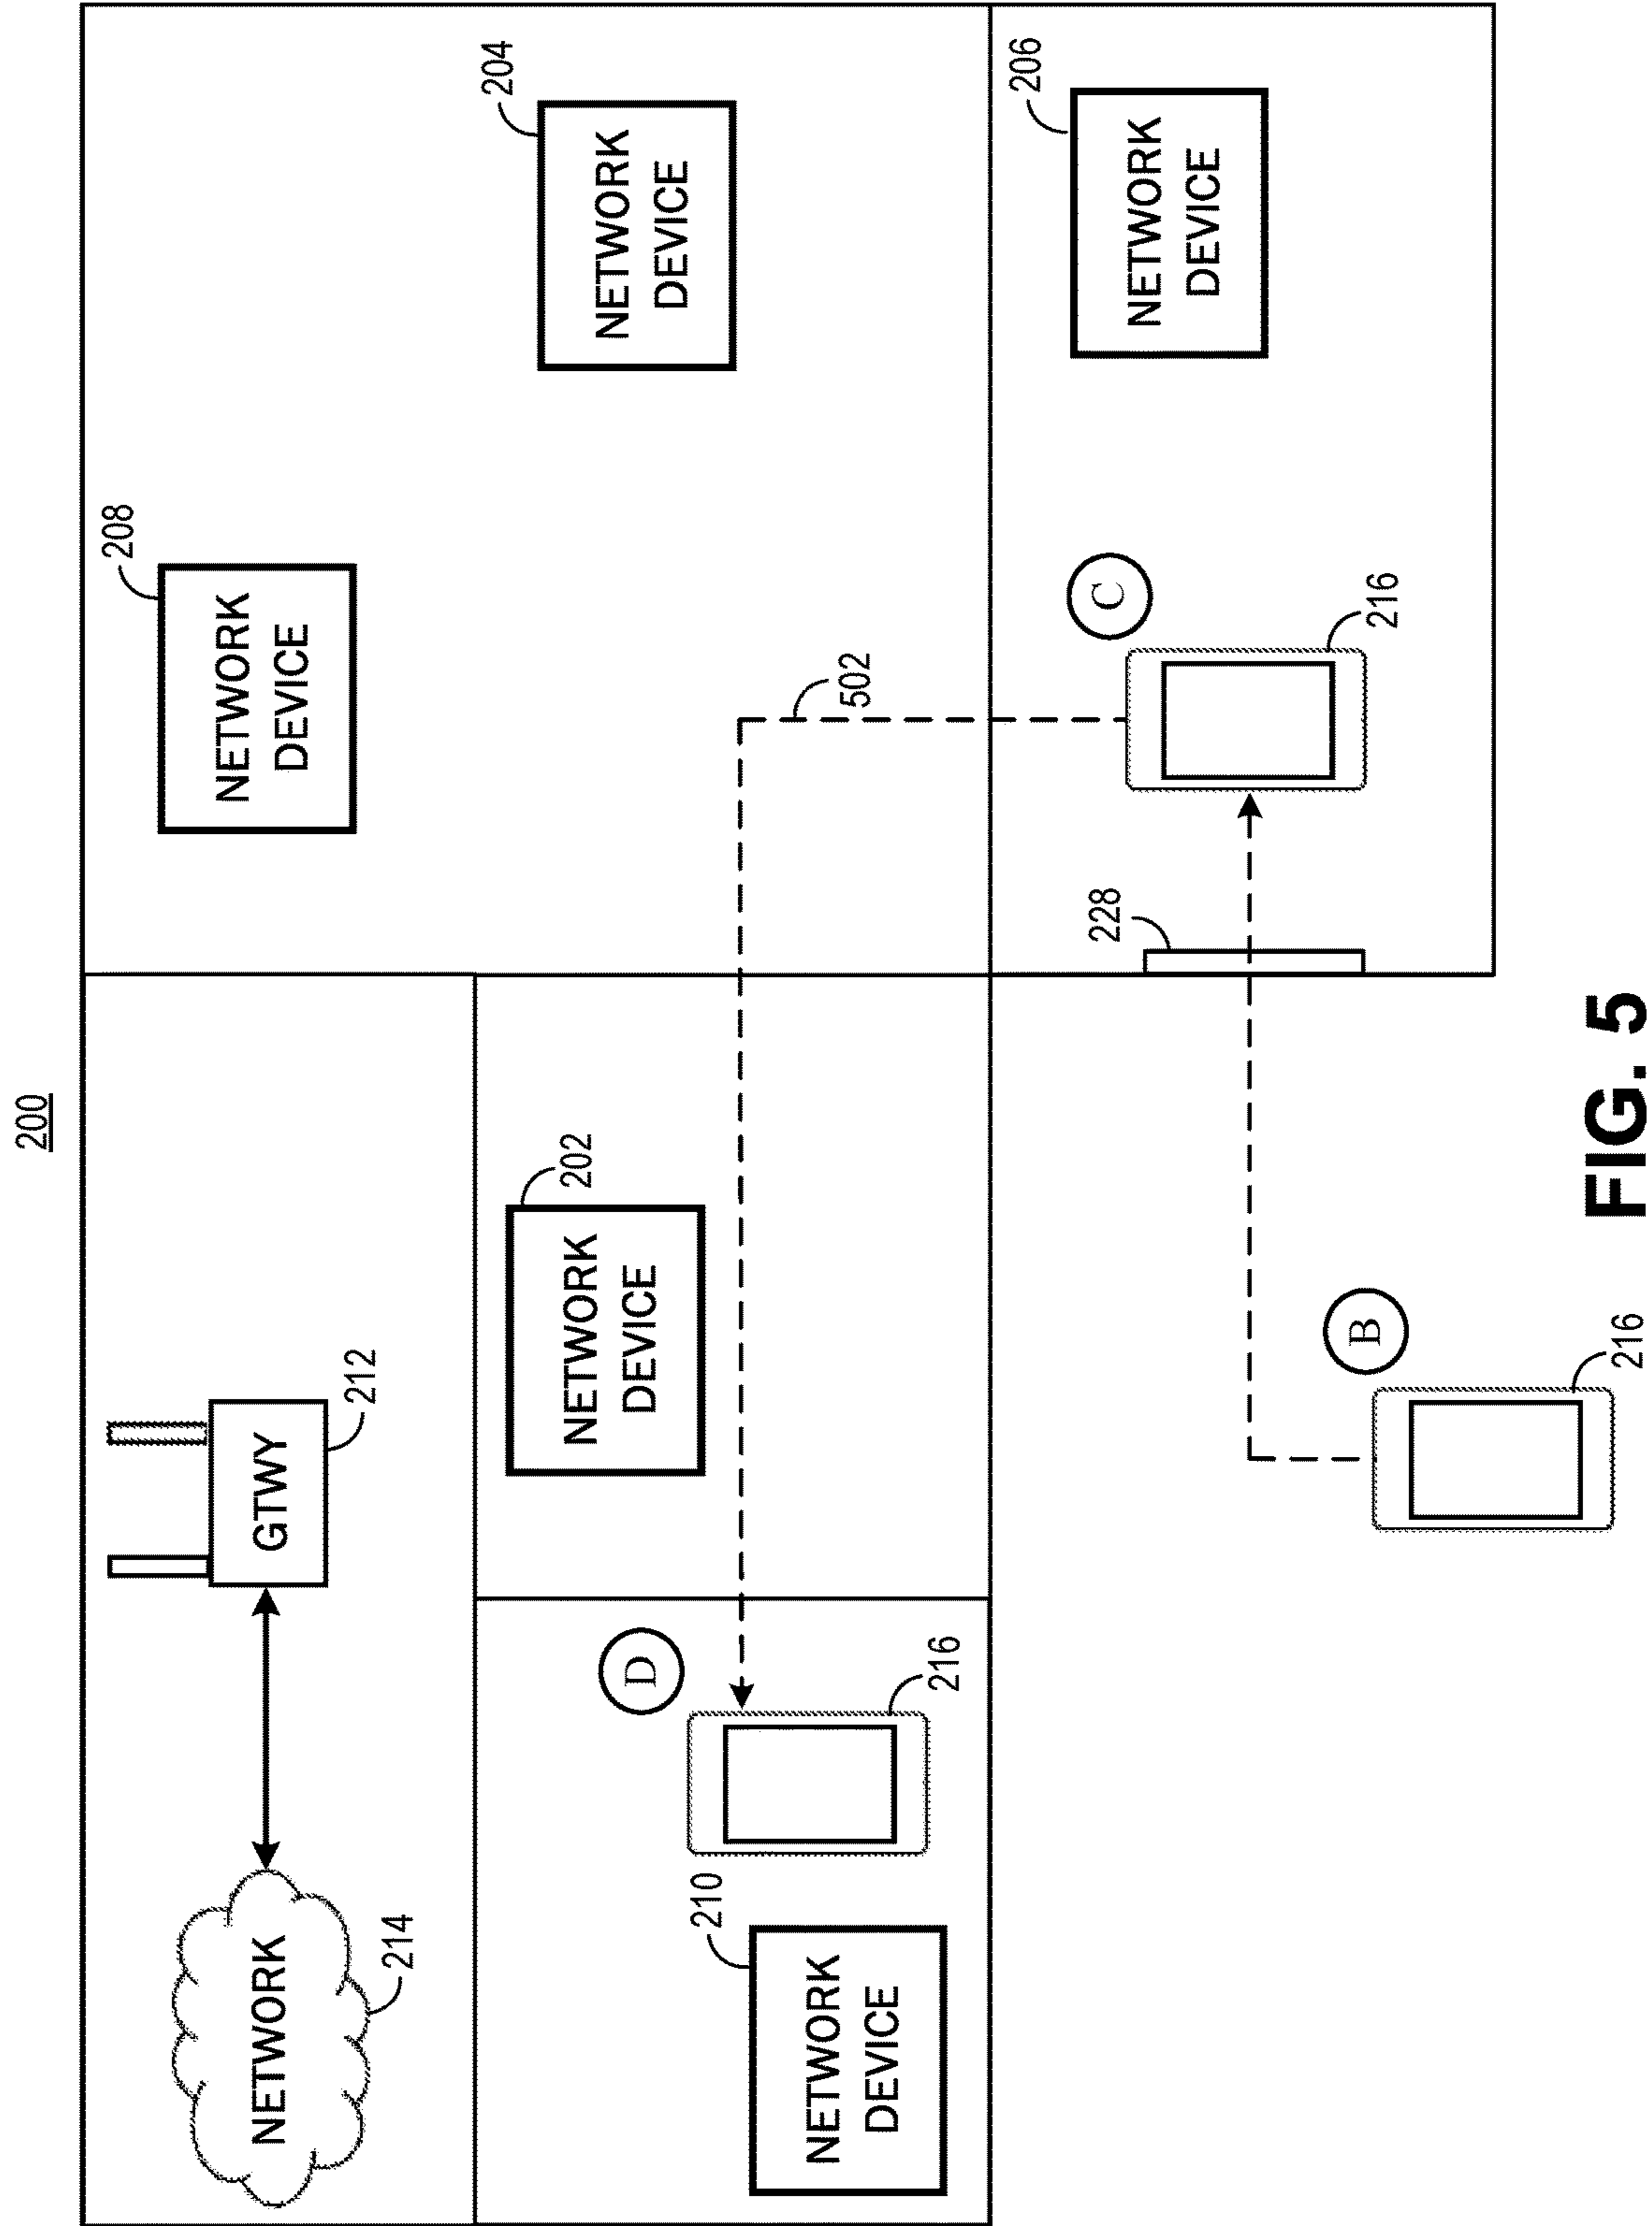 200
NETWORK
214
GTWY
212
NETWORK
DEVICE
208
NETWORK
DEVICE
204
NETWORK
DEVICE
202
NETWORK
DEVICE
210
D
216
502
228
C
216
NETWORK
DEVICE
206
B
216
FIG. 5